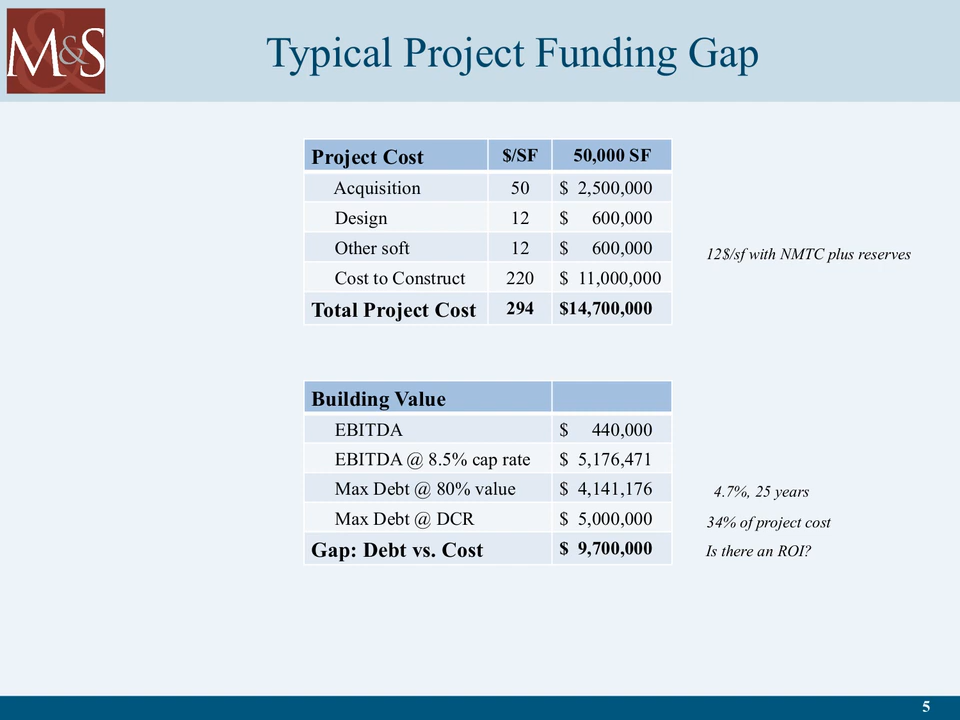 M&S
Typical Project Funding Gap
Project Cost $/SF 50,000 SF
Acquisition 50 $ 2,500,000
Design 12 $ 600,000
Other soft 12 $ 600,000 12$/sf with NMTC plus reserves
Cost to Construct 220 $ 11,000,000
Total Project Cost 294 $14,700,000
Building Value
EBITDA $ 440,000
EBITDA @ 8.5% cap rate $ 5,176,471
Max Debt @ 80% value $ 4,141,176 4.7%, 25 years
Max Debt @ DCR $ 5,000,000 34% of project cost
Gap: Debt vs. Cost $ 9,700,000 Is there an ROI?
5